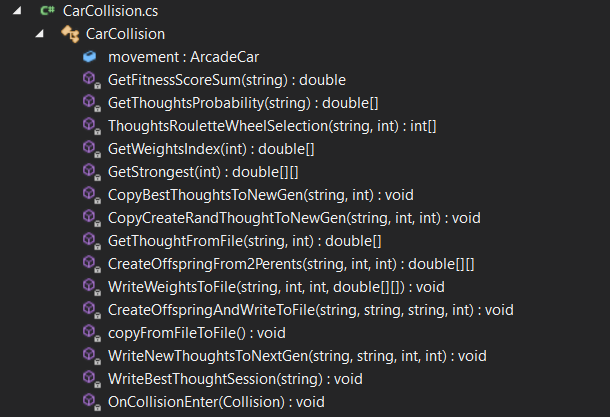 C# CarCollision.cs
CarCollision
movement : ArcadeCar
GetFitnessScoreSum(string) : double
GetThoughtsProbability(string) : double[]
ThoughtsRouletteWheelSelection(string, int) : int[]
GetWeightsIndex(int) : double[]
GetStrongest(int) : double[][]
CopyBestThoughtsToNewGen(string, int) : void
CopyCreateRandThoughtToNewGen(string, int, int) : void
GetThoughtFromFile(string, int) : double[]
CreateOffspringFrom2Perents(string, int, int) : double[][]
WriteWeightsToFile(string, int, int, double[][]) : void
CreateOffspringAndWriteToFile(string, string, string, int) : void
copyFromFileToFile() : void
WriteNewThoughtsToNextGen(string, string, int, int) : void
WriteBestThoughtSession(string) : void
OnCollisionEnter(Collision) : void